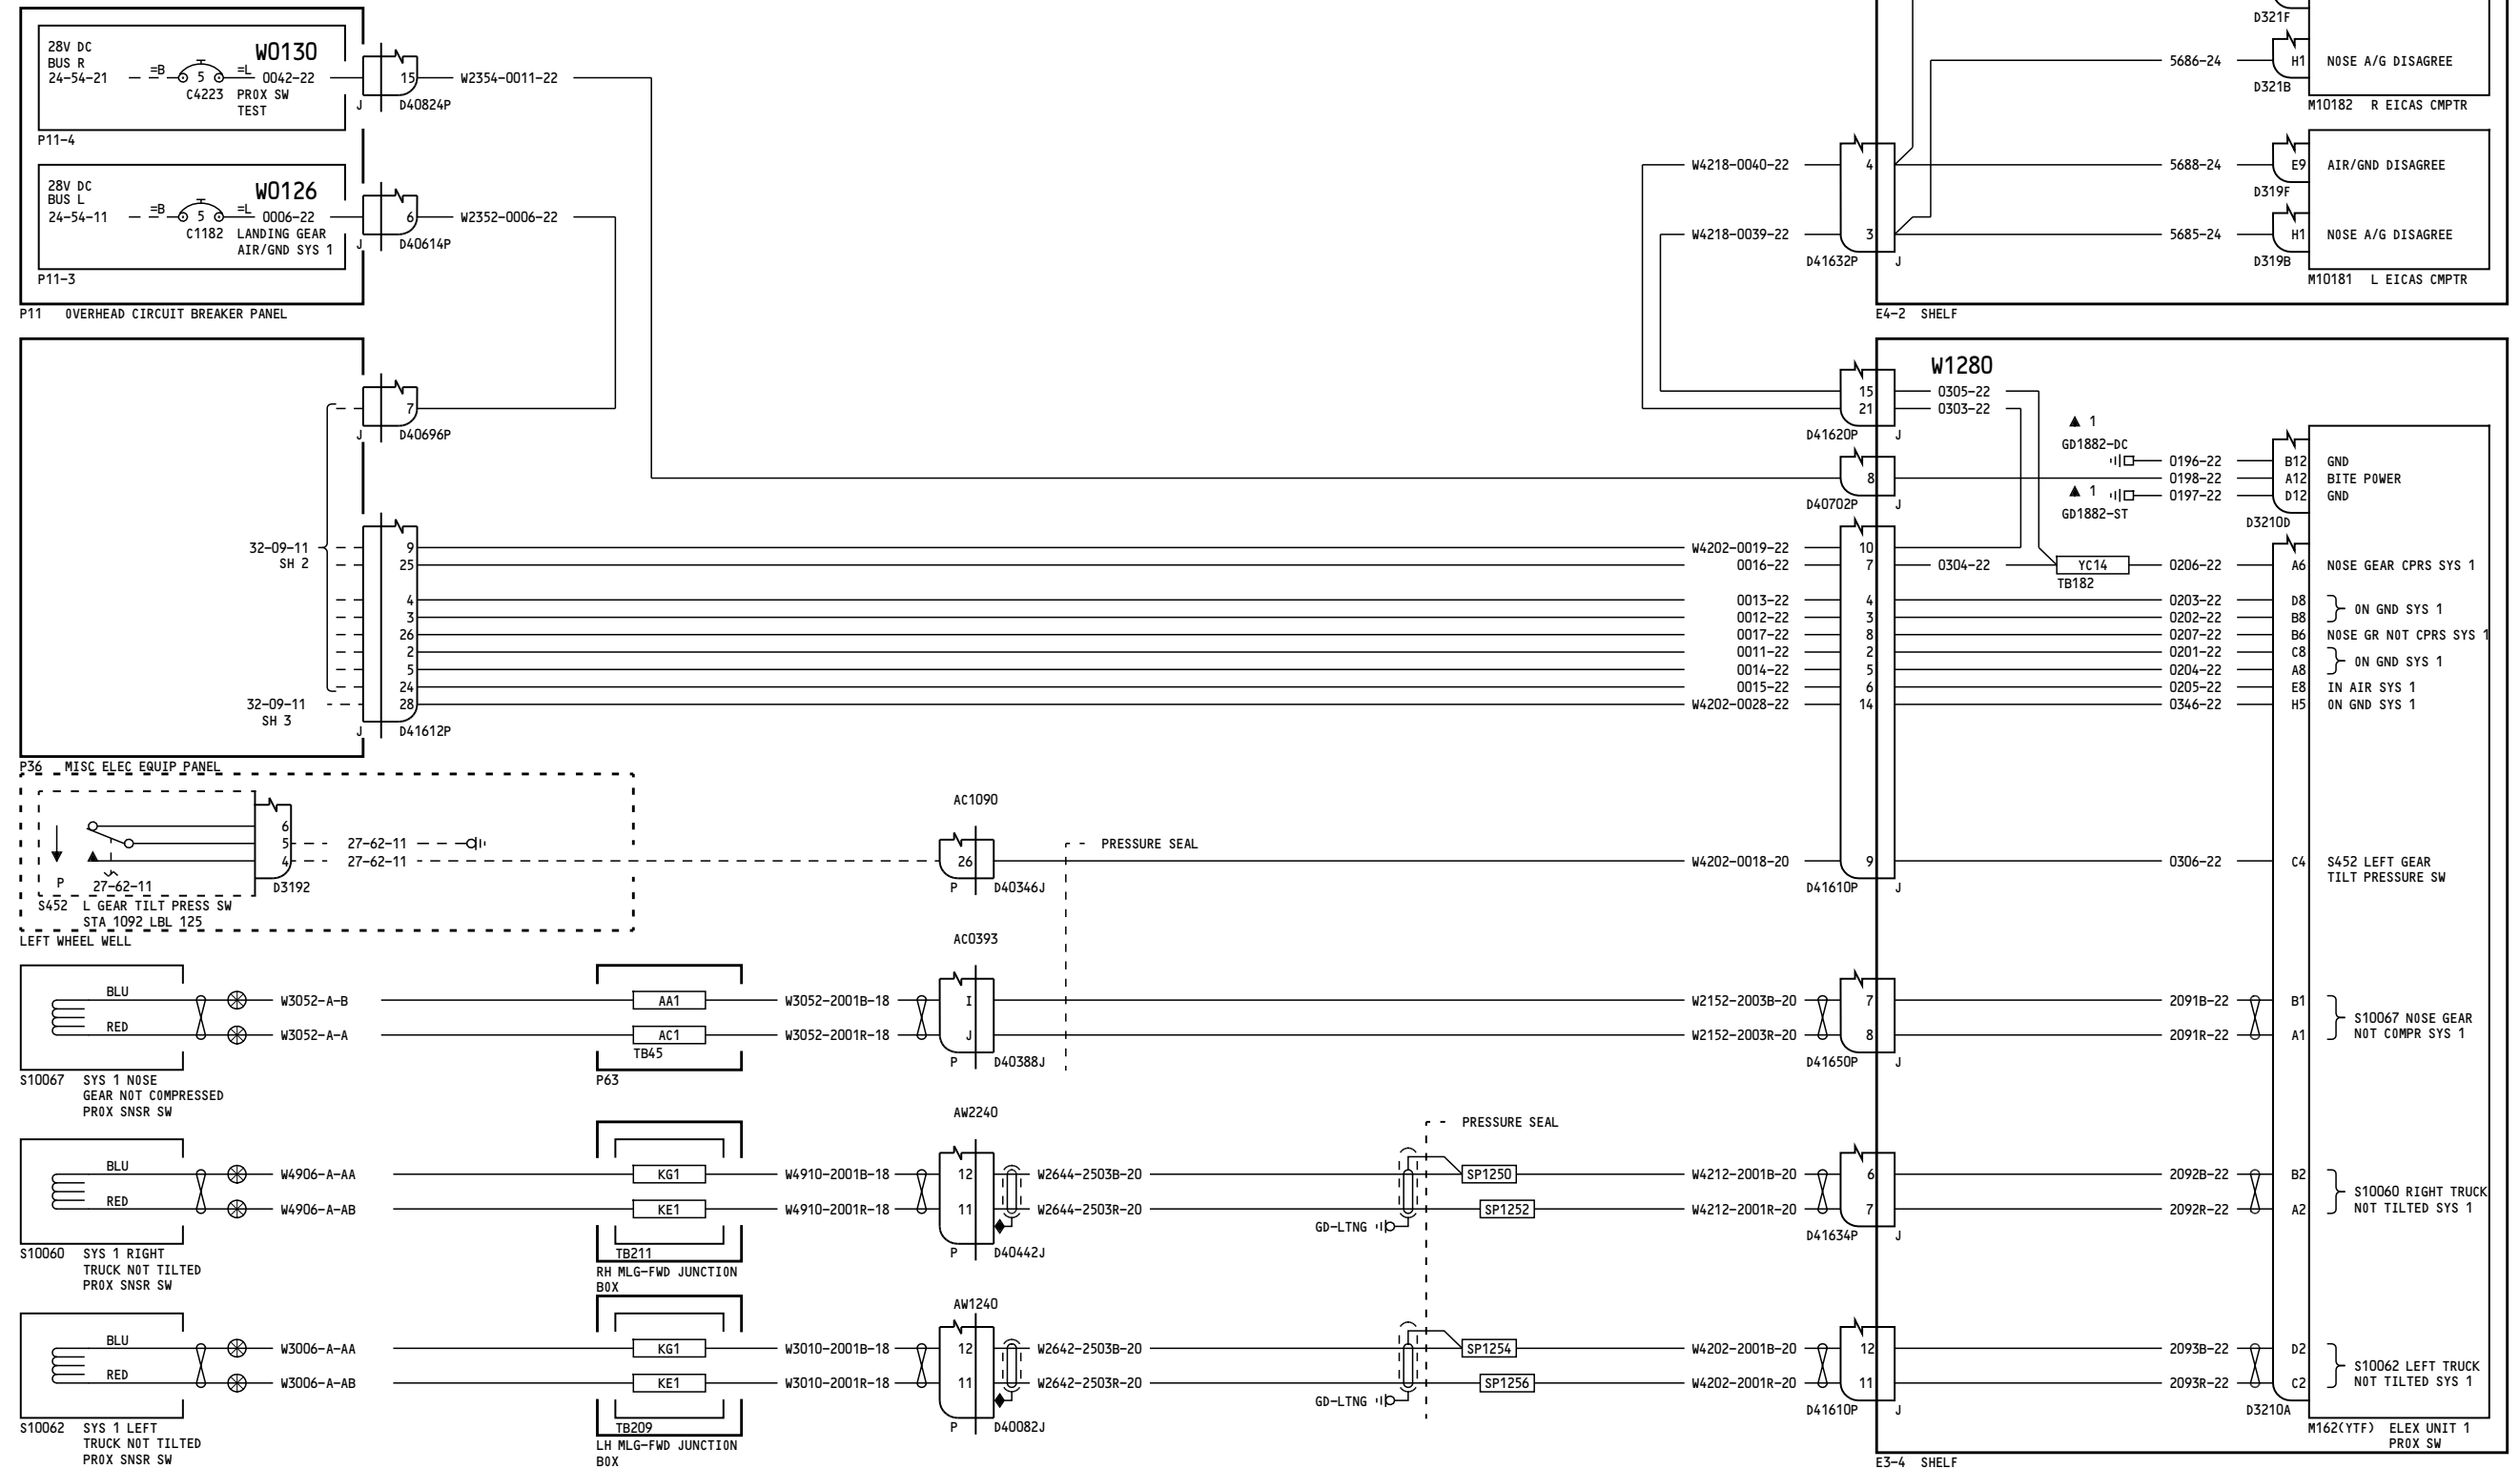 28V DC
BUS R
24-54-21
=B
5
C4223
=L
W0130
0042-22
PROX SW
TEST
P11-4
J
15
D40824P
W2354-0011-22
28V DC
BUS L
24-54-11
=B
5
C1182
=L
W0126
0006-22
LANDING GEAR
AIR/GND SYS 1
P11-3
J
6
D40614P
W2352-0006-22
P11 OVERHEAD CIRCUIT BREAKER PANEL
D321F
5686-24
H1
NOSE A/G DISAGREE
D321B
M10182 R EICAS CMPTR
W4218-0040-22
4
5688-24
E9
AIR/GND DISAGREE
D319F
W4218-0039-22
3
5685-24
H1
NOSE A/G DISAGREE
D41632P
J
D319B
M10181 L EICAS CMPTR
E4-2 SHELF
7
J
D40696P
W1280
15
0305-22
21
0303-22
D41620P
J
1
GD1882-DC
0196-22
B12
GND
8
0198-22
A12
BITE POWER
1
0197-22
D12
GND
D40702P
J
GD1882-ST
D3210D
32-09-11
SH 2
9
W4202-0019-22
10
25
0016-22
7
0304-22
YC14
TB182
0206-22
A6
NOSE GEAR CPRS SYS 1
4
0013-22
4
0203-22
D8
ON GND SYS 1
3
0012-22
3
0202-22
B8
26
0017-22
8
0207-22
B6
NOSE GR NOT CPRS SYS 1
2
0011-22
2
0201-22
C8
ON GND SYS 1
5
0014-22
5
0204-22
A8
24
0015-22
6
0205-22
E8
IN AIR SYS 1
32-09-11
SH 3
28
W4202-0028-22
14
0346-22
H5
ON GND SYS 1
J
D41612P
P36 MISC ELEC EQUIP PANEL
6
5
27-62-11
4
27-62-11
P
27-62-11
D3192
S452 L GEAR TILT PRESS SW
STA 1092 LBL 125
LEFT WHEEL WELL
AC1090
26
P
D40346J
PRESSURE SEAL
W4202-0018-20
9
D41610P
J
0306-22
C4
S452 LEFT GEAR
TILT PRESSURE SW
AC0393
BLU
W3052-A-B
AA1
W3052-2001B-18
I
W2152-2003B-20
7
2091B-22
B1
RED
W3052-A-A
AC1
W3052-2001R-18
J
W2152-2003R-20
8
2091R-22
A1
S10067 NOSE GEAR
NOT COMPR SYS 1
TB45
P63
P
D40388J
D41650P
J
S10067 SYS 1 NOSE
GEAR NOT COMPRESSED
PROX SNSR SW
AW2240
PRESSURE SEAL
BLU
W4906-A-AA
KG1
W4910-2001B-18
12
W2644-2503B-20
SP1250
W4212-2001B-20
6
2092B-22
B2
RED
W4906-A-AB
KE1
W4910-2001R-18
11
W2644-2503R-20
SP1252
W4212-2001R-20
7
2092R-22
A2
S10060 RIGHT TRUCK
NOT TILTED SYS 1
GD-LTNG
TB211
RH MLG-FWD JUNCTION
BOX
P
D40442J
D41634P
J
S10060 SYS 1 RIGHT
TRUCK NOT TILTED
PROX SNSR SW
AW1240
BLU
W3006-A-AA
KG1
W3010-2001B-18
12
W2642-2503B-20
SP1254
W4202-2001B-20
12
2093B-22
D2
RED
W3006-A-AB
KE1
W3010-2001R-18
11
W2642-2503R-20
SP1256
W4202-2001R-20
11
2093R-22
C2
S10062 LEFT TRUCK
NOT TILTED SYS 1
GD-LTNG
TB209
LH MLG-FWD JUNCTION
BOX
P
D40082J
D41610P
J
D3210A
S10062 SYS 1 LEFT
TRUCK NOT TILTED
PROX SNSR SW
M162(YTF) ELEX UNIT 1
PROX SW
E3-4 SHELF